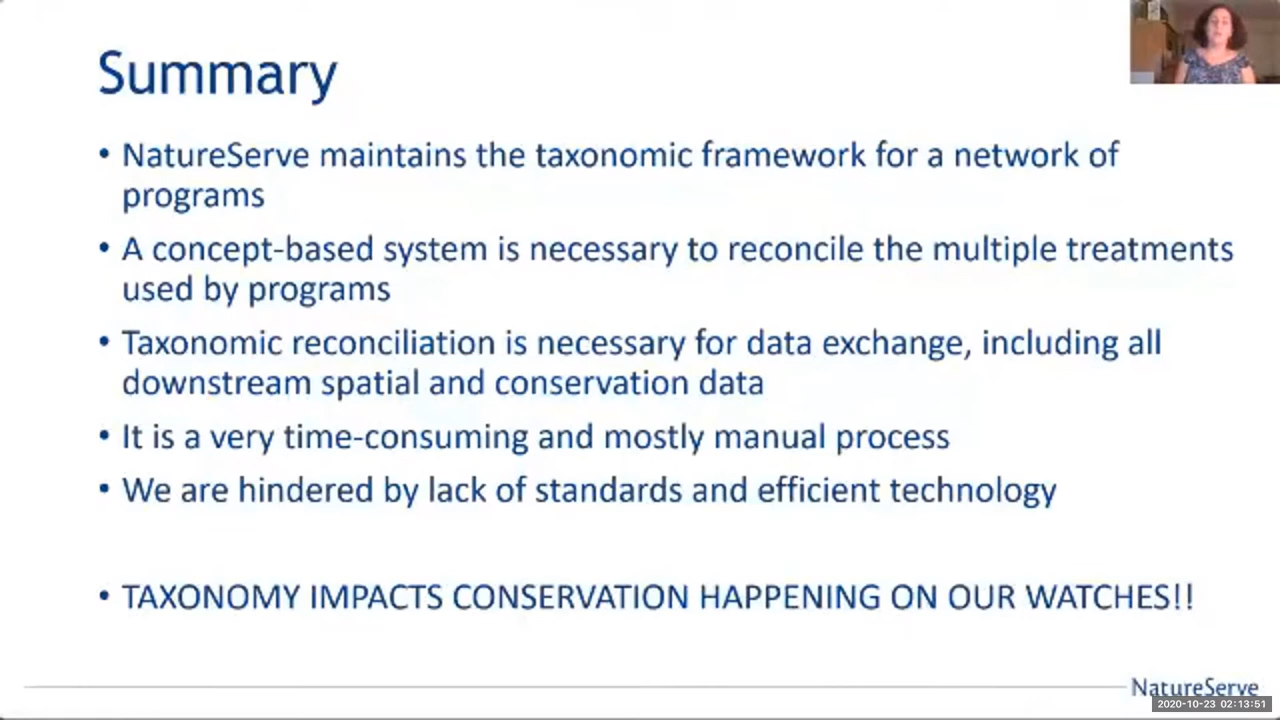 Summary
• NatureServe maintains the taxonomic framework for a network of
programs
• A concept-based system is necessary to reconcile the multiple treatments
used by programs
• Taxonomic reconciliation is necessary for data exchange, including all
downstream spatial and conservation data
• It is a very time-consuming and mostly manual process
• We are hindered by lack of standards and efficient technology
• TAXONOMY IMPACTS CONSERVATION HAPPENING ON OUR WATCHES!!
NatureServe
2020-10-23 02:13:51